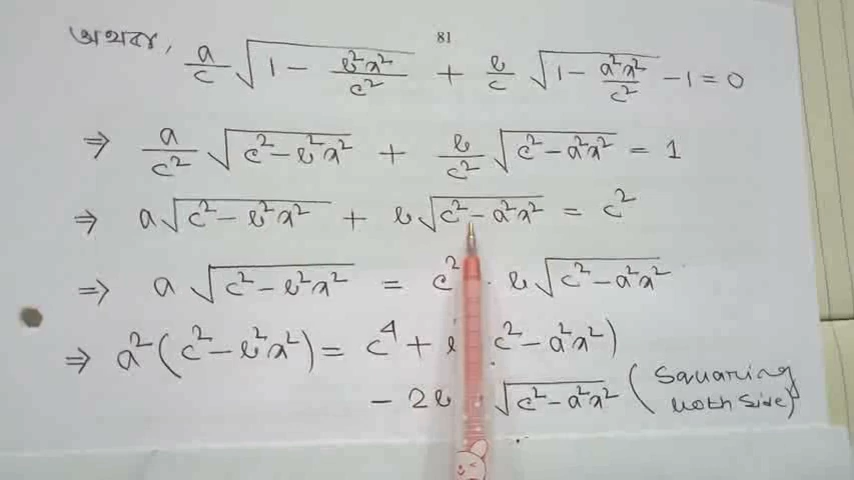 81
অথবা, a/c √(1 - b²x²/c²) + b/c √(1 - a²x²/c²) - 1 = 0
⇒ a/c² √(c² - b²x²) + b/c² √(c² - a²x²) = 1
⇒ a√(c² - b²x²) + b√(c² - a²x²) = c²
⇒ a √(c² - b²x²) = c² b√(c² - a²x²)
⇒ a² (c² - b²x²) = c⁴ + b c² - a²x²)
- 2b √(c² - a²x²) (Squaring
both side)